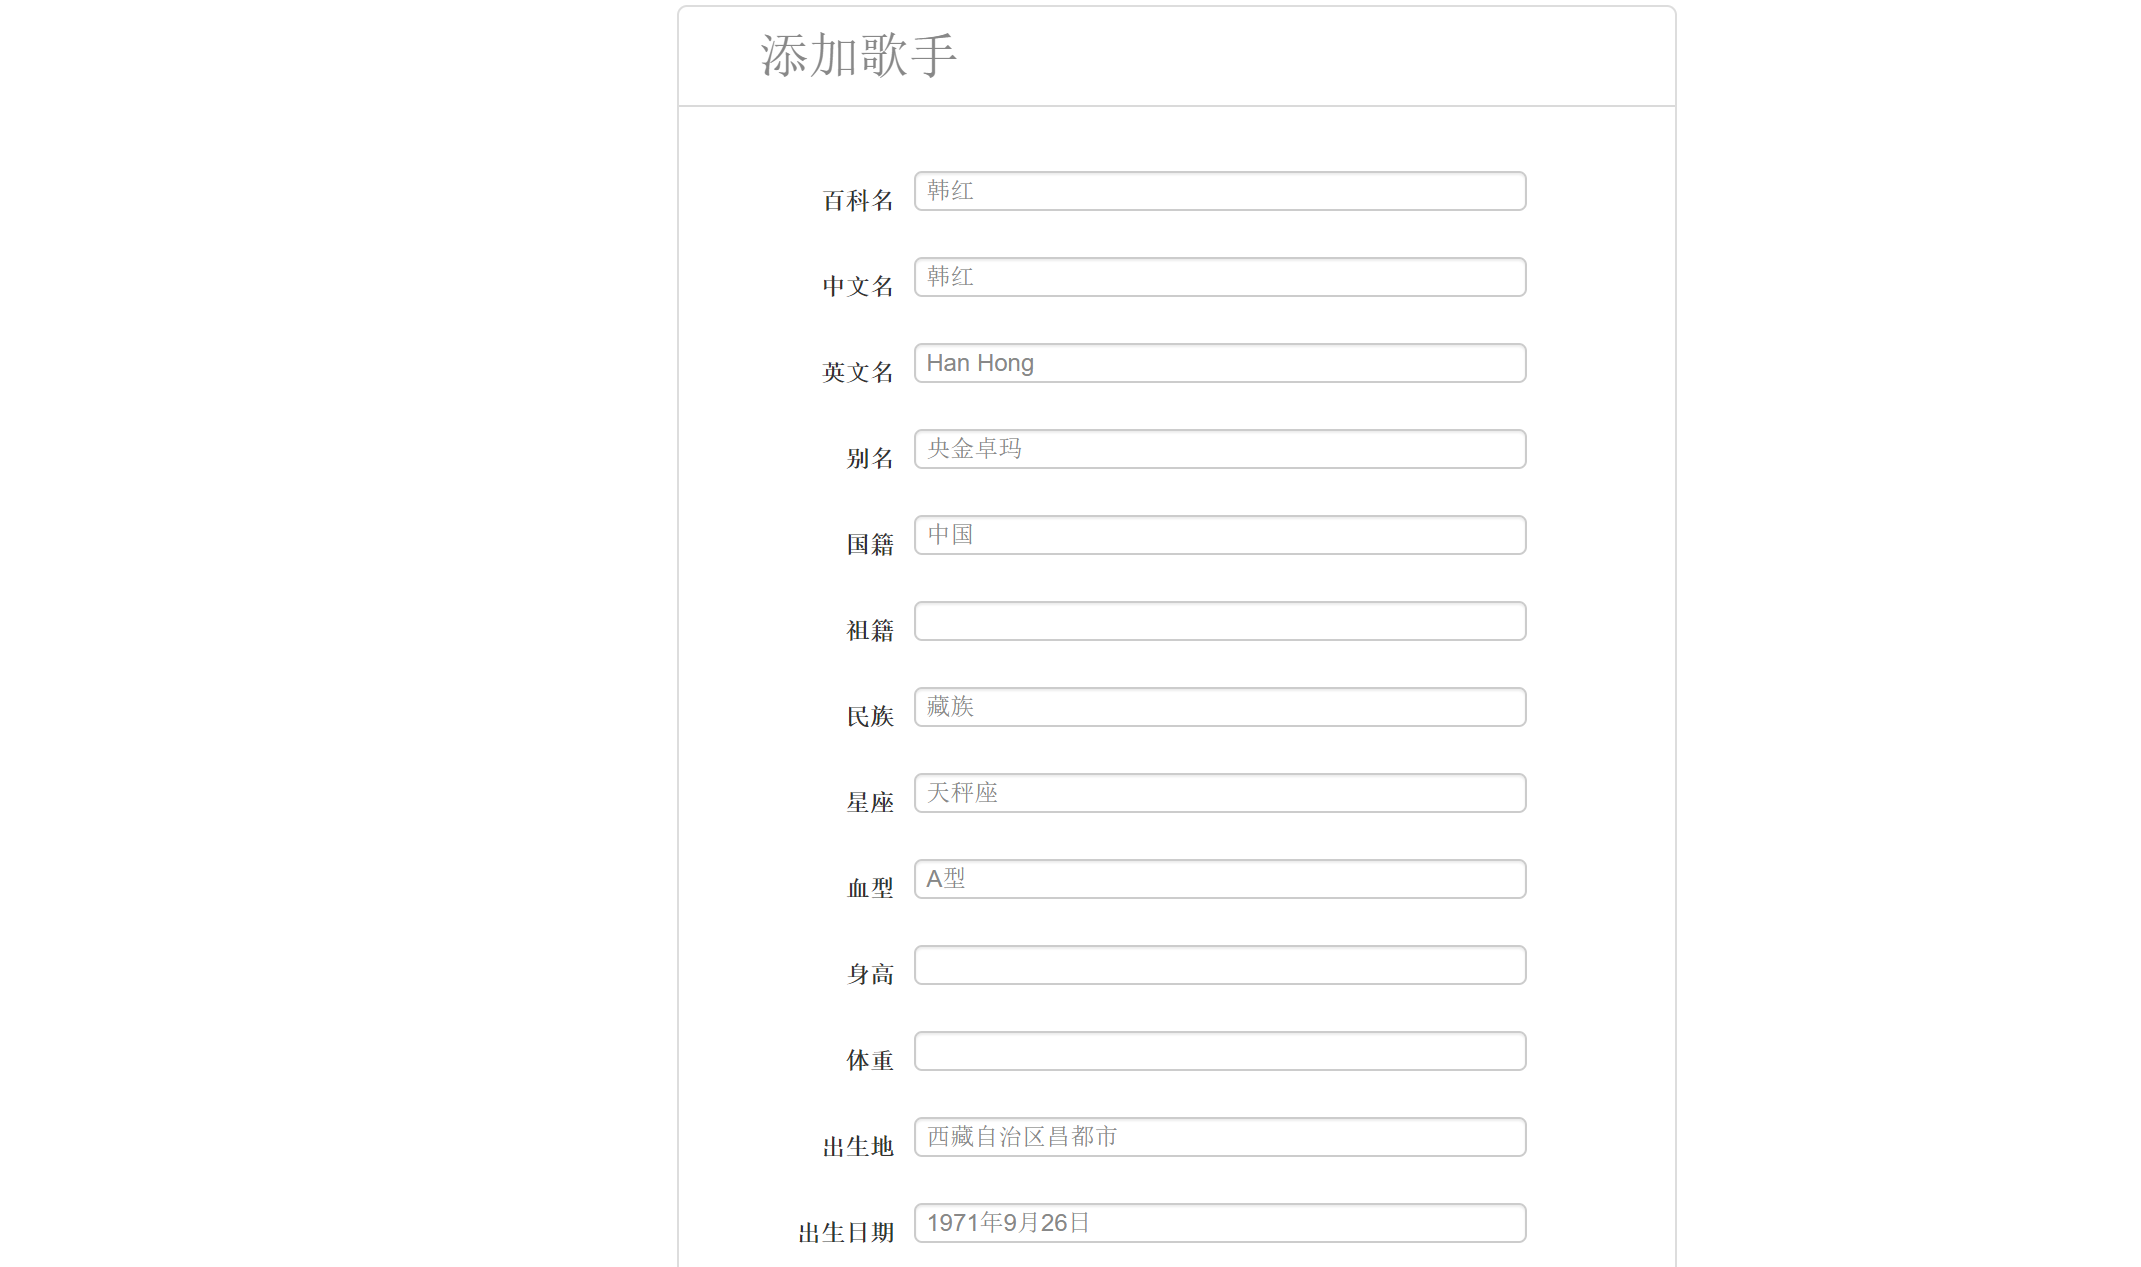 添加歌手
百科名 韩红
中文名 韩红
英文名 Han Hong
别名 央金卓玛
国籍 中国
祖籍
民族 藏族
星座 天秤座
血型 A型
身高
体重
出生地 西藏自治区昌都市
出生日期 1971年9月26日